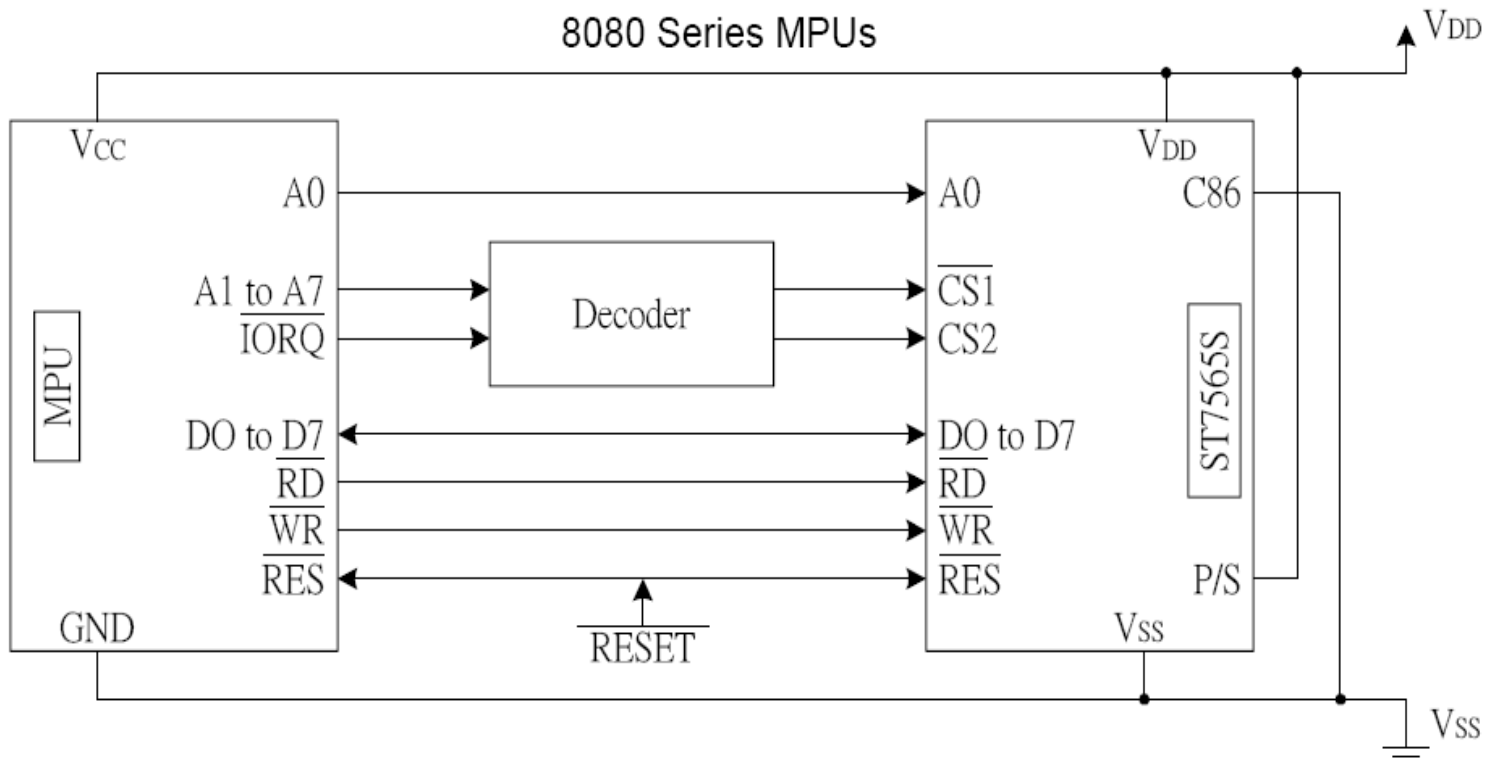 8080 Series MPUs
VDD
VCC
VDD
A0
A0
C86
A1 to A7
Decoder
CS1
IORQ
CS2
MPU
ST7565S
DO to D7
DO to D7
RD
RD
WR
WR
RES
RES
P/S
GND
RESET
VSS
VSS